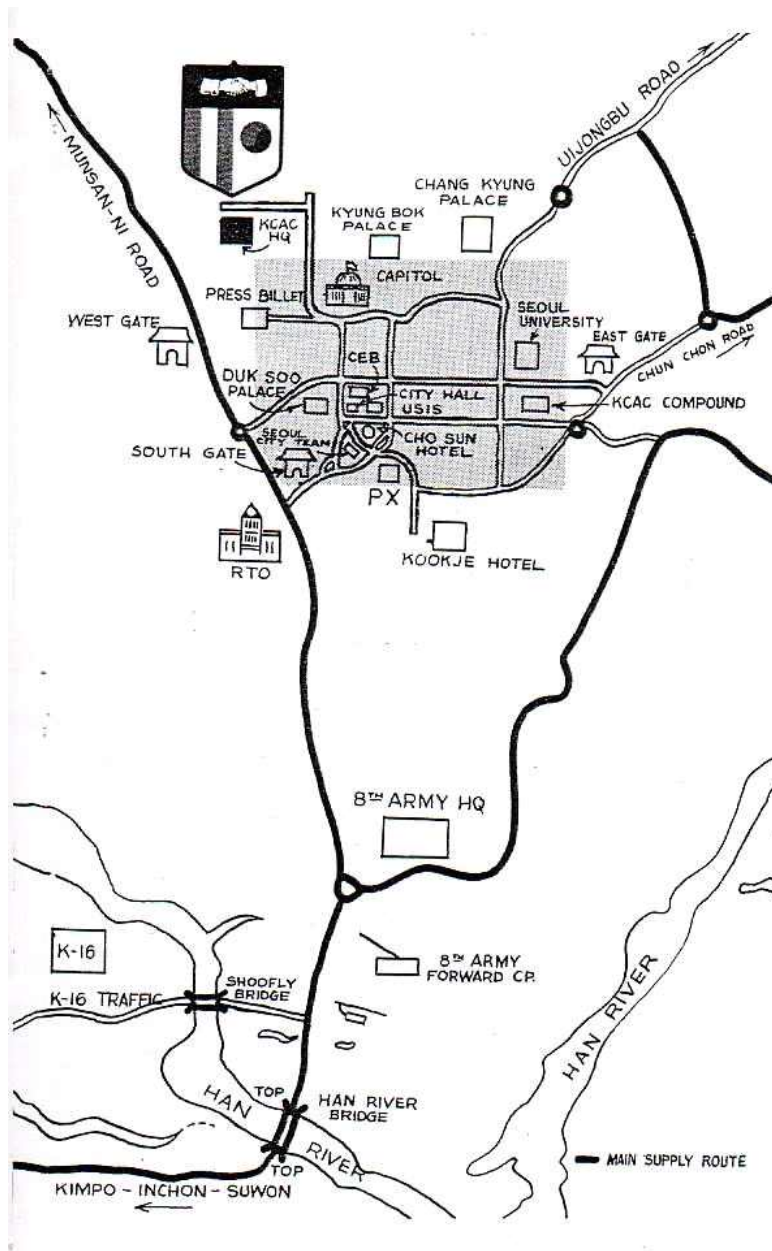 UIJONGBU ROAD
MUNSAN-NI ROAD
CHANG KYUNG
PALACE
KYUNG BOK
PALACE
KCAC
HQ
CAPITOL
PRESS BILLET
WEST GATE
SEOUL
UNIVERSITY
EAST GATE
CHUN CHON ROAD
CEB
DUK SOO
PALACE
CITY HALL
USIS
KCAC COMPOUND
SEOUL
CITY TEAM
CHO SUN
HOTEL
SOUTH GATE
PX
KOOKJE HOTEL
RTO
8TH ARMY HQ
K-16
8TH ARMY
FORWARD CP.
SHOOFLY
BRIDGE
K-16 TRAFFIC
HAN RIVER
HAN RIVER
TOP
HAN RIVER
BRIDGE
TOP
MAIN SUPPLY ROUTE
KIMPO - INCHON - SUWON